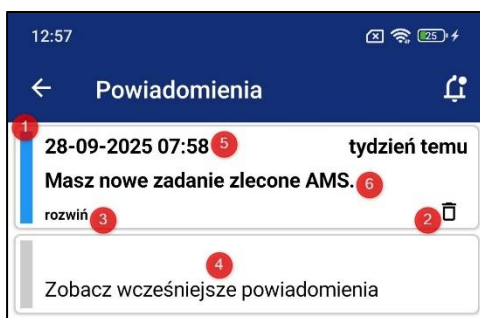 12:57 25
Powiadomienia
1
28-09-2025 07:58 5 tydzień temu
Masz nowe zadanie zlecone AMS. 6
rozwiń 3 2
4
Zobacz wcześniejsze powiadomienia